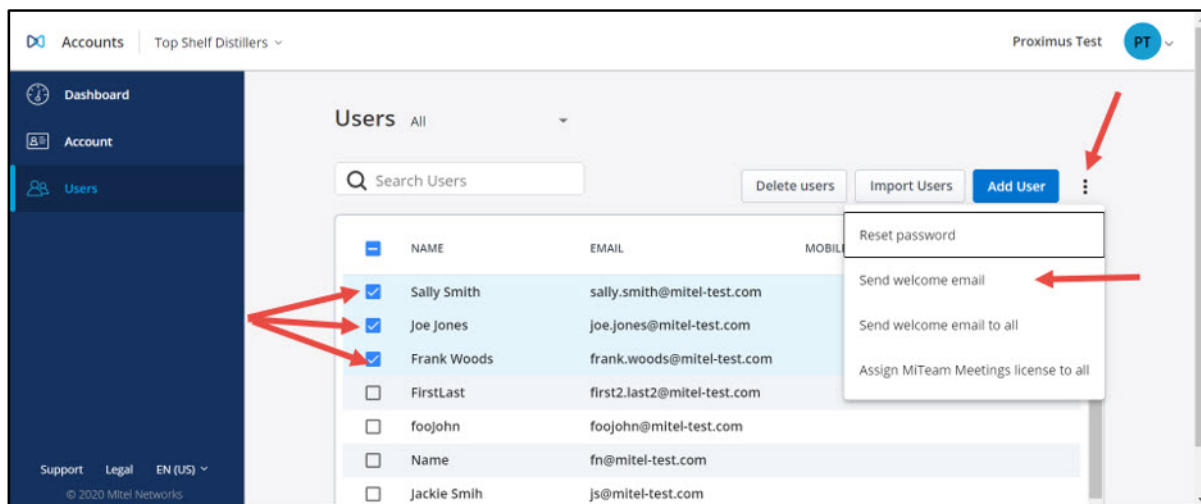 Accounts Top Shelf Distillers Proximus Test PT
Dashboard
Account
Users
Users All
Search Users Delete users Import Users Add User
Reset password
Send welcome email
Send welcome email to all
Assign MiTeam Meetings license to all
NAME EMAIL
Sally Smith sally.smith@mitel-test.com
Joe Jones joe.jones@mitel-test.com
Frank Woods frank.woods@mitel-test.com
FirstLast first2.last2@mitel-test.com
foojohn foojohn@mitel-test.com
Name fn@mitel-test.com
Jackie Smih js@mitel-test.com
Support Legal EN (US)
© 2020 Mitel Networks